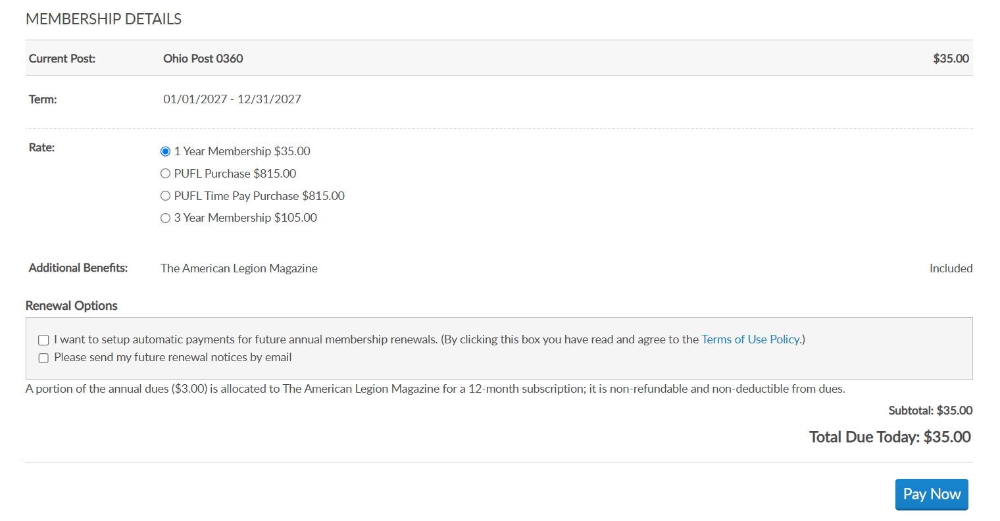 MEMBERSHIP DETAILS
Current Post: Ohio Post 0360 $35.00
Term: 01/01/2027 - 12/31/2027
Rate: 1 Year Membership $35.00
PUFL Purchase $815.00
PUFL Time Pay Purchase $815.00
3 Year Membership $105.00
Additional Benefits: The American Legion Magazine Included
Renewal Options
I want to setup automatic payments for future annual membership renewals. (By clicking this box you have read and agree to the Terms of Use Policy.)
Please send my future renewal notices by email
A portion of the annual dues ($3.00) is allocated to The American Legion Magazine for a 12-month subscription; it is non-refundable and non-deductible from dues.
Subtotal: $35.00
Total Due Today: $35.00
Pay Now